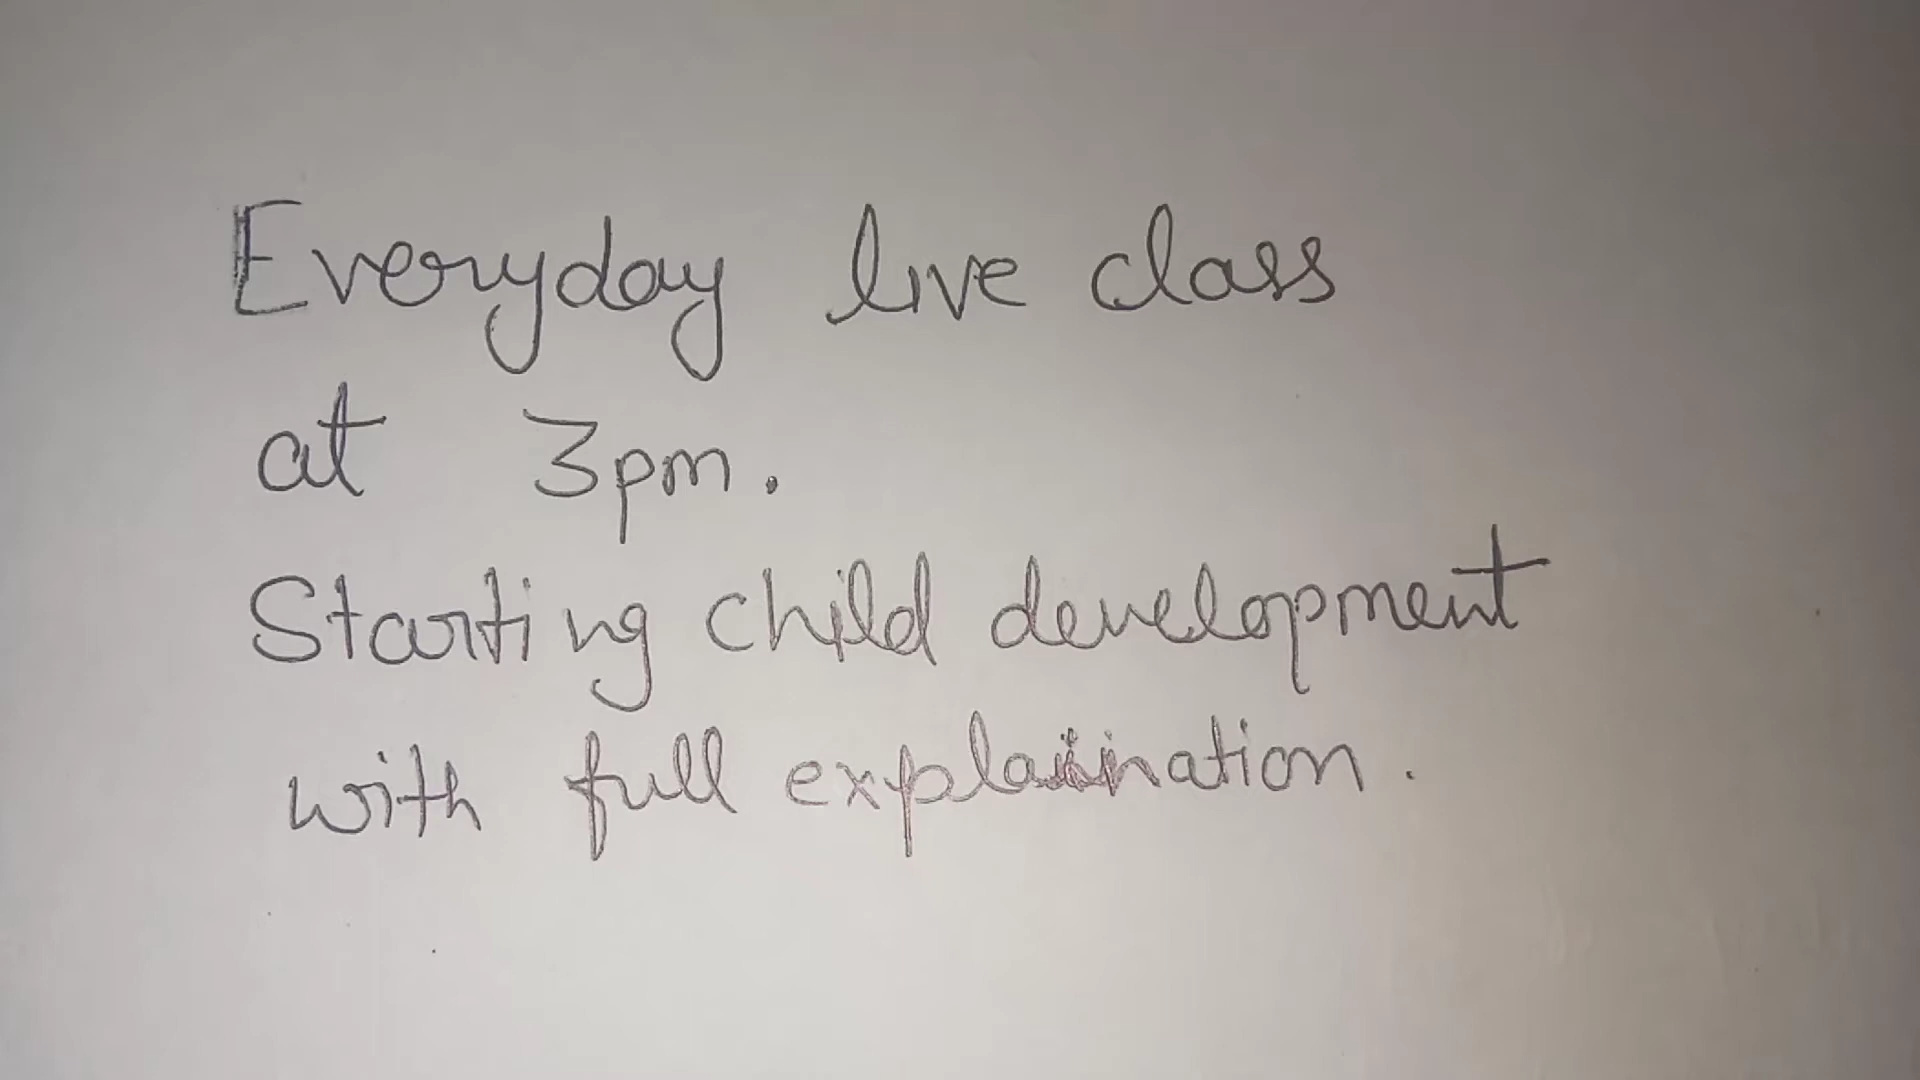 Everyday live class
at 3pm.
Starting child development
with full explaination.